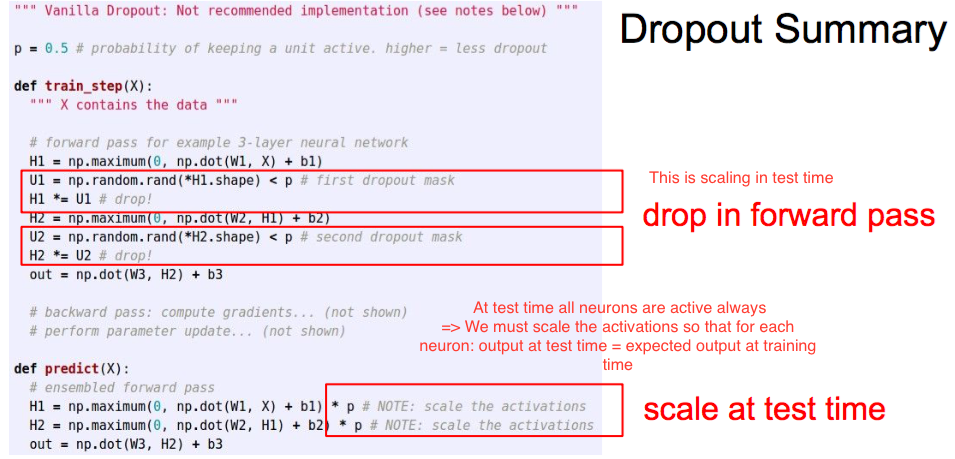 """ Vanilla Dropout: Not recommended implementation (see notes below) """
Dropout Summary
p = 0.5 # probability of keeping a unit active. higher = less dropout
def train_step(X):
""" X contains the data """
# forward pass for example 3-layer neural network
H1 = np.maximum(0, np.dot(W1, X) + b1)
U1 = np.random.rand(*H1.shape) < p # first dropout mask
H1 *= U1 # drop!
H2 = np.maximum(0, np.dot(W2, H1) + b2)
U2 = np.random.rand(*H2.shape) < p # second dropout mask
H2 *= U2 # drop!
out = np.dot(W3, H2) + b3
This is scaling in test time
drop in forward pass
# backward pass: compute gradients... (not shown)
# perform parameter update... (not shown)
At test time all neurons are active always
=> We must scale the activations so that for each
neuron: output at test time = expected output at training
time
def predict(X):
# ensembled forward pass
H1 = np.maximum(0, np.dot(W1, X) + b1) * p # NOTE: scale the activations
H2 = np.maximum(0, np.dot(W2, H1) + b2) * p # NOTE: scale the activations
out = np.dot(W3, H2) + b3
scale at test time